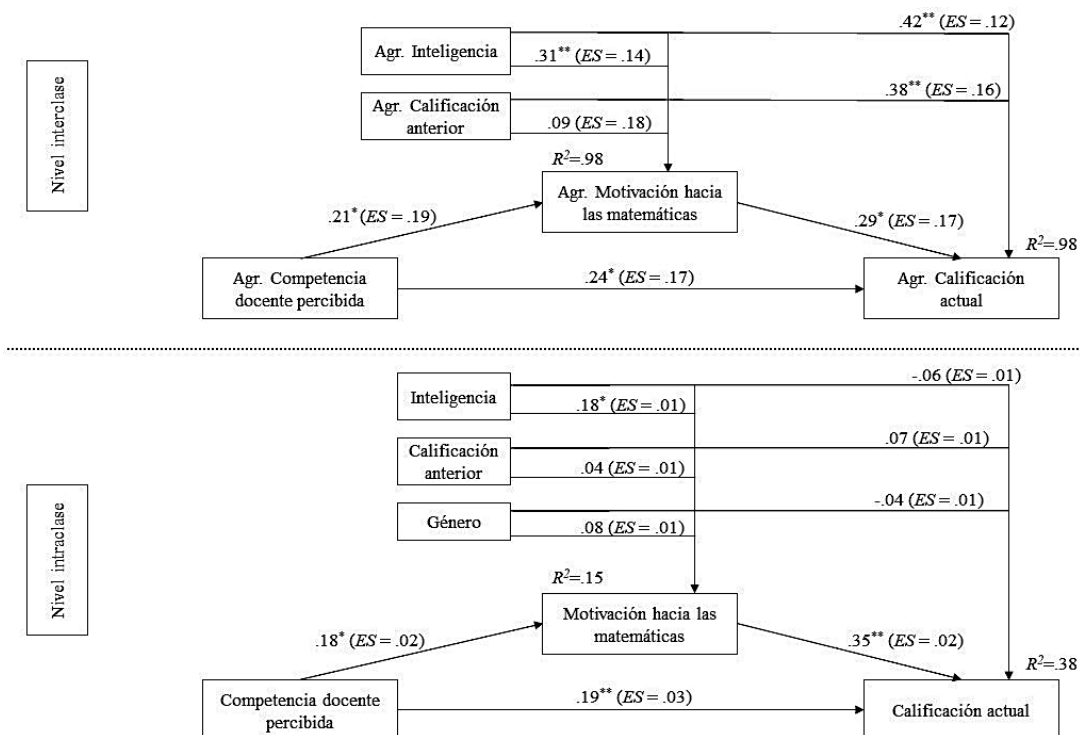 Nivel interclase
.42** (ES = .12)
Agr. Inteligencia
.31** (ES = .14)
.38** (ES = .16)
Agr. Calificación
anterior
.09 (ES = .18)
R²=.98
Agr. Motivación hacia
las matemáticas
.21* (ES = .19)
.29* (ES = .17)
R²=.98
Agr. Competencia
docente percibida
.24* (ES = .17)
Agr. Calificación
actual
Nivel intraclase
-.06 (ES = .01)
Inteligencia
.18* (ES = .01)
.07 (ES = .01)
Calificación
anterior
.04 (ES = .01)
-.04 (ES = .01)
Género
.08 (ES = .01)
R²=.15
Motivación hacia las
matemáticas
.18* (ES = .02)
.35** (ES = .02)
R²=.38
Competencia docente
percibida
.19** (ES = .03)
Calificación actual